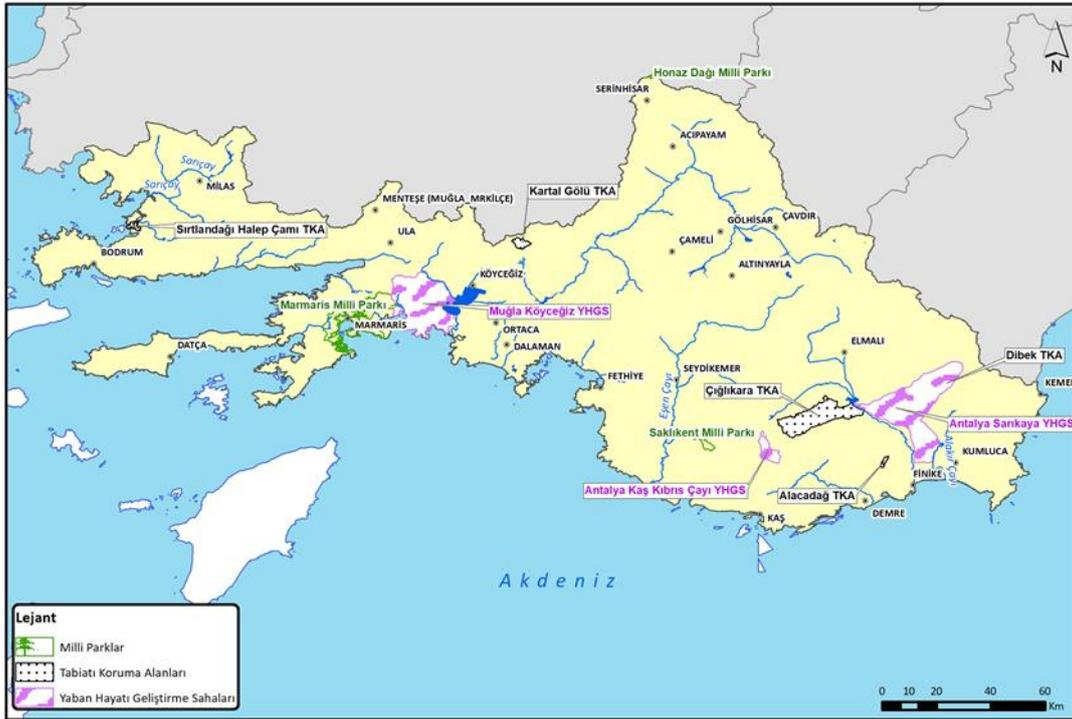 Honaz Dağı Milli Parkı
SERİNHİSAR
N
ACIPAYAM
Sarıçay
Sarıçay
MİLAS
Kartal Gölü TKA
MENTEŞE (MUĞLA_MRKİLÇE)
GÖLHİSAR
ÇAVDIR
Sırtlandağı Halep Çamı TKA
ULA
ÇAMELİ
BODRUM
KÖYCEĞİZ
ALTINYAYLA
Marmaris Milli Parkı
Muğla Köyceğiz YHGS
MARMARİS
ORTACA
DATÇA
DALAMAN
ELMALI
Dibek TKA
SEYDİKEMER
FETHİYE
KEMER
Çığlıkara TKA
Eşen Çayı
Antalya Sarıkaya YHGS
Saklıkent Milli Parkı
Alakır Çayı
KUMLUCA
FİNİKE
Antalya Kaş Kıbrıs Çayı YHGS
Alacadağ TKA
DEMRE
KAŞ
Akdeniz
Lejant
Milli Parklar
Tabiatı Koruma Alanları
Yaban Hayatı Geliştirme Sahaları
0 10 20 40 60
Km